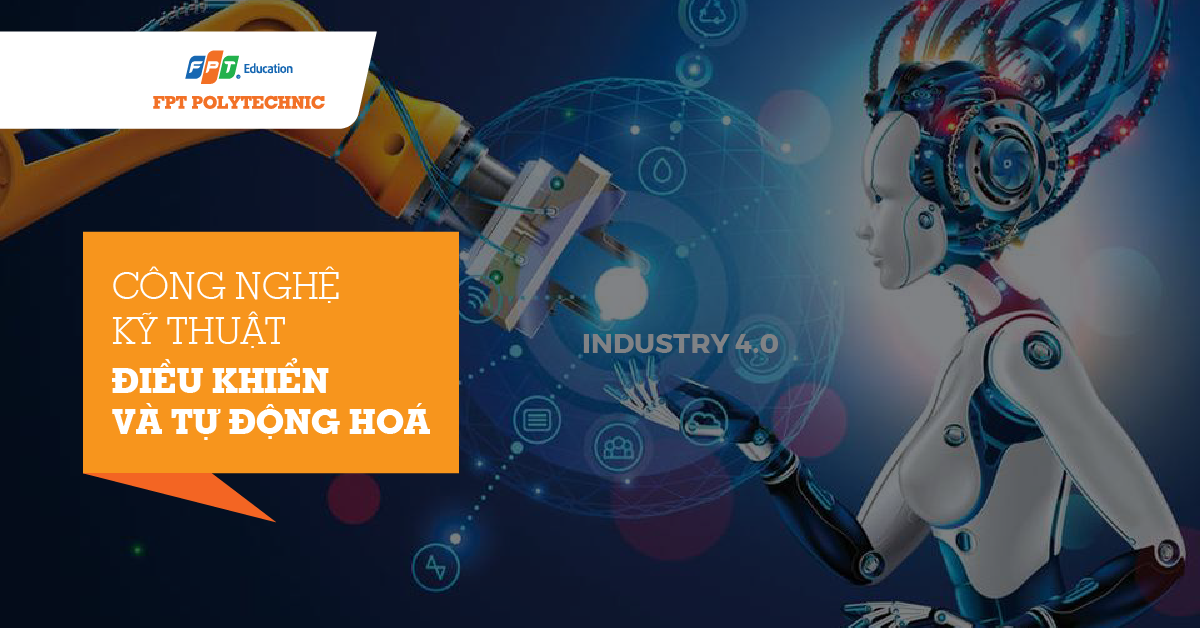 FPT Education
FPT POLYTECHNIC
CÔNG NGHỆ
KỸ THUẬT
ĐIỀU KHIỂN
VÀ TỰ ĐỘNG HOÁ
INDUSTRY 4.0